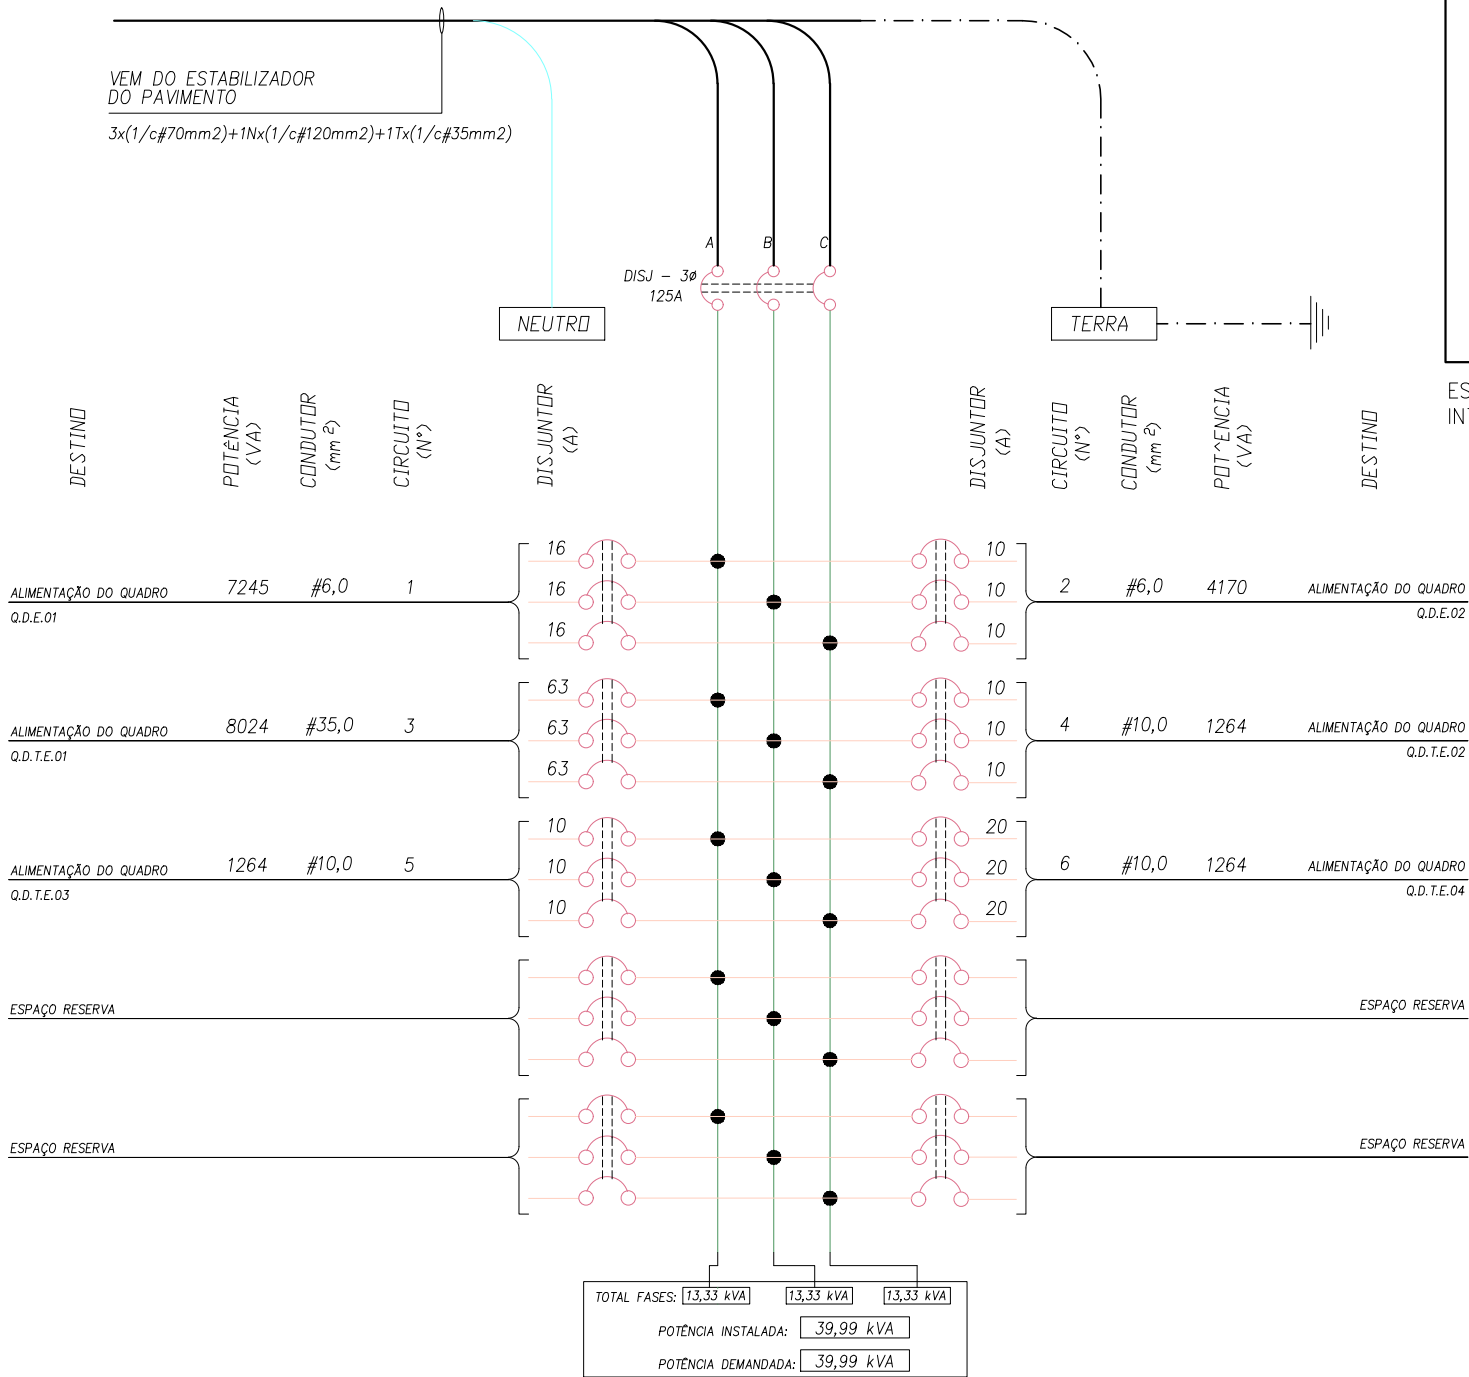 VEM DO ESTABILIZADOR
DO PAVIMENTO
3x(1/c#70mm2)+1Nx(1/c#120mm2)+1Tx(1/c#35mm2)
A B C
DISJ - 3ø
125A
NEUTRO
TERRA
ES
IN
DESTINO
POTÊNCIA
(VA)
CONDUTOR
(mm²)
CIRCUITO
(N°)
DISJUNTOR
(A)
DISJUNTOR
(A)
CIRCUITO
(N°)
CONDUTOR
(mm²)
POT^ENCIA
(VA)
DESTINO
ALIMENTAÇÃO DO QUADRO 7245 #6,0 1
Q.D.E.01
16
16
16
10
10
10
2 #6,0 4170 ALIMENTAÇÃO DO QUADRO
Q.D.E.02
ALIMENTAÇÃO DO QUADRO 8024 #35,0 3
Q.D.T.E.01
63
63
63
10
10
10
4 #10,0 1264 ALIMENTAÇÃO DO QUADRO
Q.D.T.E.02
ALIMENTAÇÃO DO QUADRO 1264 #10,0 5
Q.D.T.E.03
10
10
10
20
20
20
6 #10,0 1264 ALIMENTAÇÃO DO QUADRO
Q.D.T.E.04
ESPAÇO RESERVA
ESPAÇO RESERVA
ESPAÇO RESERVA
ESPAÇO RESERVA
TOTAL FASES: 13,33 kVA 13,33 kVA 13,33 kVA
POTÊNCIA INSTALADA: 39,99 kVA
POTÊNCIA DEMANDADA: 39,99 kVA